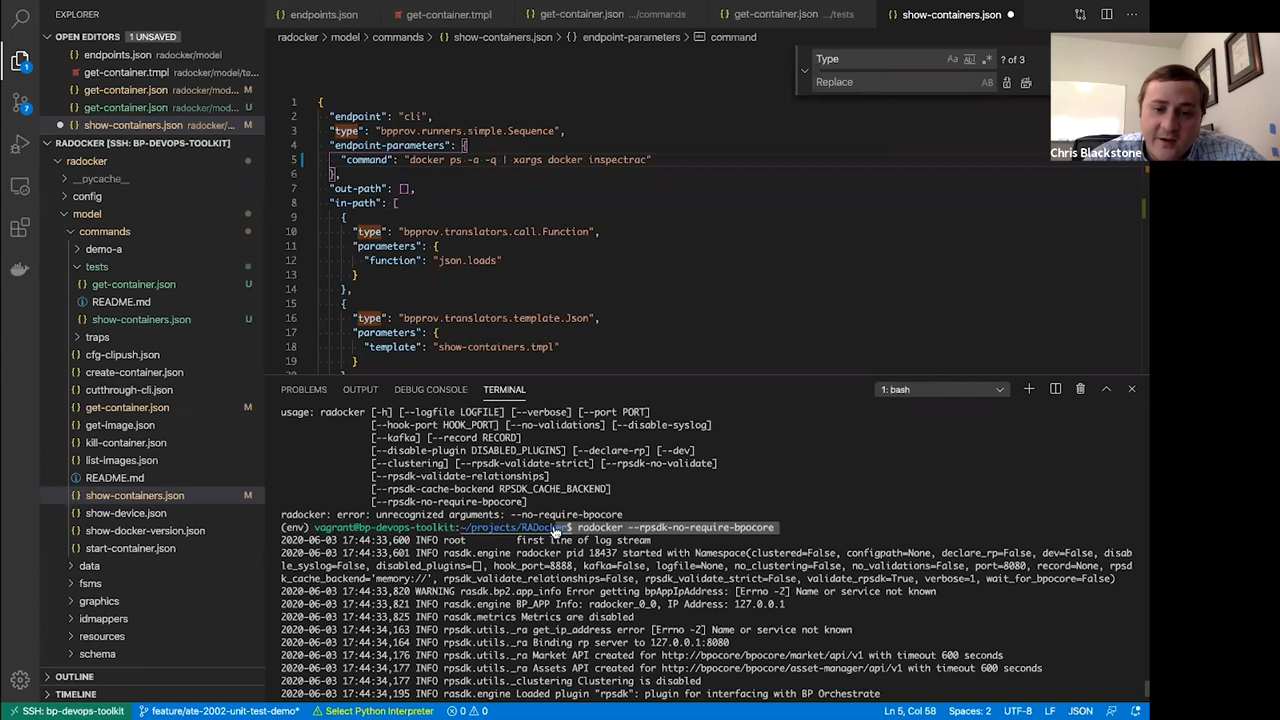 EXPLORER
OPEN EDITORS 1 UNSAVED
endpoints.json radocker/model
get-container.tmpl radocker/model/te...
get-container.json radocker/mod... M
get-container.json radocker/mod... U
show-containers.json radocker/... M
RADOCKER [SSH: BP-DEVOPS-TOOLKIT]
radocker
__pycache__
config
model
commands
demo-a
tests
get-container.json U
README.md
show-containers.json U
traps
cfg-clipush.json
create-container.json
cutthrough-cli.json
get-container.json M
get-image.json
kill-container.json
list-images.json
README.md
show-containers.json M
show-device.json
show-docker-version.json
start-container.json
data
fsms
graphics
idmappers
resources
schema
OUTLINE
TIMELINE
endpoints.json
get-container.tmpl
get-container.json .../commands
get-container.json .../tests
show-containers.json
radocker > model > commands > show-containers.json > {} endpoint-parameters > command
Type Aa Abl .* ? of 3
Replace AB
1 {
2 "endpoint": "cli",
3 "type": "bpprov.runners.simple.Sequence",
4 "endpoint-parameters": {
5 "command": "docker ps -a -q | xargs docker inspectrac"
6 },
7 "out-path": [],
8 "in-path": [
9 {
10 "type": "bpprov.translators.call.Function",
11 "parameters": {
12 "function": "json.loads"
13 }
14 },
15 {
16 "type": "bpprov.translators.template.Json",
17 "parameters": {
18 "template": "show-containers.tmpl"
19 }
Chris Blackstone
PROBLEMS OUTPUT DEBUG CONSOLE TERMINAL 1: bash
usage: radocker [-h] [--logfile LOGFILE] [--verbose] [--port PORT]
[--hook-port HOOK_PORT] [--no-validations] [--disable-syslog]
[--kafka] [--record RECORD]
[--disable-plugin DISABLED_PLUGINS] [--declare-rp] [--dev]
[--clustering] [--rpsdk-validate-strict] [--rpsdk-no-validate]
[--rpsdk-validate-relationships]
[--rpsdk-cache-backend RPSDK_CACHE_BACKEND]
[--rpsdk-no-require-bpocore]
radocker: error: unrecognized arguments: --no-require-bpocore
(env) vagrant@bp-devops-toolkit:~/projects/RADocker$ radocker --rpsdk-no-require-bpocore
2020-06-03 17:44:33,600 INFO root first line of log stream
2020-06-03 17:44:33,601 INFO rasdk.engine radocker pid 18437 started with Namespace(clustered=False, configpath=None, declare_rp=False, dev=False, disab
le_syslog=False, disabled_plugins=[], hook_port=8888, kafka=False, logfile=None, no_clustering=False, no_validations=False, port=8080, record=None, rpsd
k_cache_backend='memory://', rpsdk_validate_relationships=False, rpsdk_validate_strict=False, validate_rpsdk=True, verbose=1, wait_for_bpocore=False)
2020-06-03 17:44:33,820 WARNING rasdk.bp2.app_info Error getting bpAppIpAddress: [Errno -2] Name or service not known
2020-06-03 17:44:33,821 INFO rasdk.engine BP_APP Info: radocker_0_0, IP Address: 127.0.0.1
2020-06-03 17:44:33,825 INFO rasdk.metrics Metrics are disabled
2020-06-03 17:44:34,163 INFO rpsdk.utils._ra get_ip_address error [Errno -2] Name or service not known
2020-06-03 17:44:34,164 INFO rpsdk.utils._ra Binding rp server to 127.0.0.1:8080
2020-06-03 17:44:34,176 INFO rpsdk.utils._ra Market API created for http://bpocore/bpocore/market/api/v1 with timeout 600 seconds
2020-06-03 17:44:34,177 INFO rpsdk.utils._ra Assets API created for http://bpocore/bpocore/asset-manager/api/v1 with timeout 600 seconds
2020-06-03 17:44:34,177 INFO rpsdk.utils._clustering Clustering is disabled
2020-06-03 17:44:34,195 INFO rasdk.engine Loaded plugin "rpsdk": plugin for interfacing with BP Orchestrate
SSH: bp-devops-toolkit feature/ate-2002-unit-test-demo* Select Python Interpreter 0 0 Ln 5, Col 58 Spaces: 2 UTF-8 LF JSON